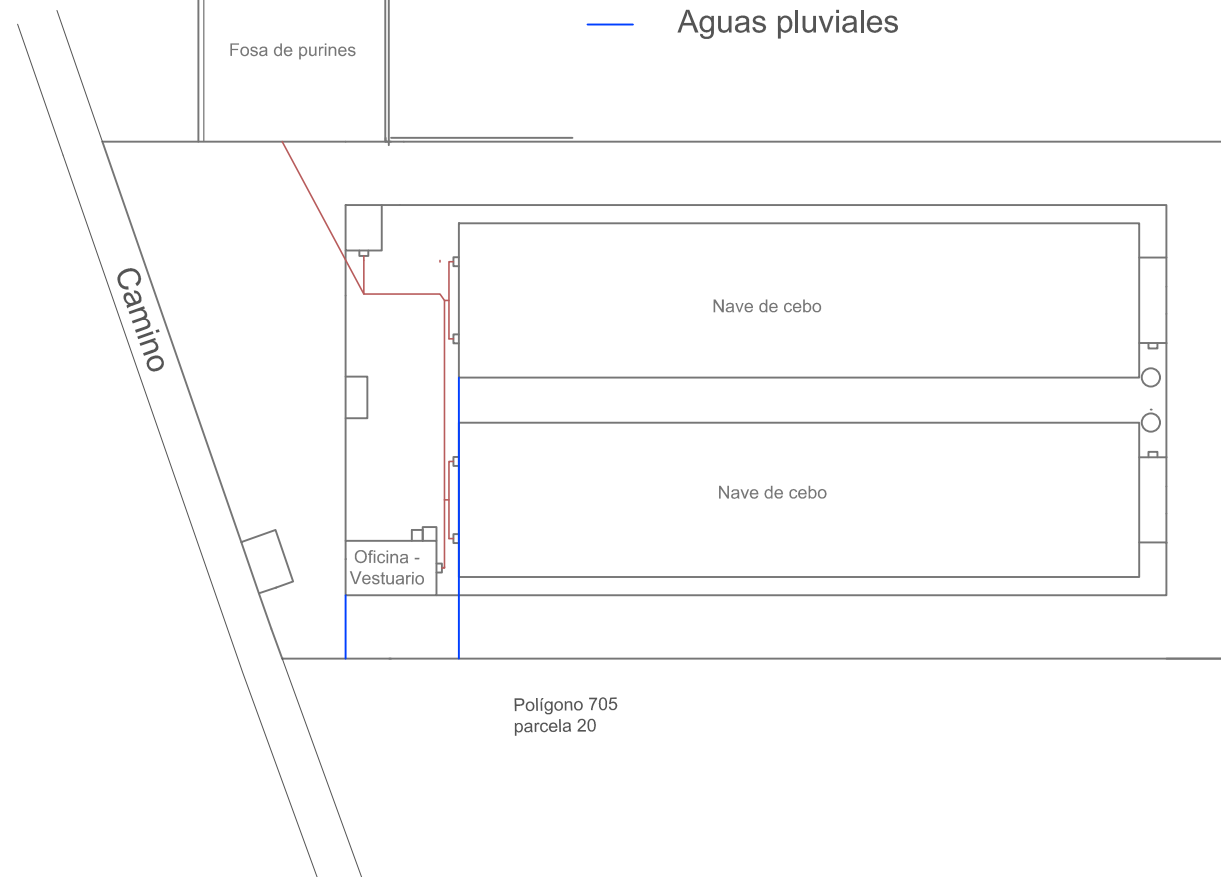 Aguas pluviales
Fosa de purines
Camino
Nave de cebo
Nave de cebo
Oficina -
Vestuario
Polígono 705
parcela 20